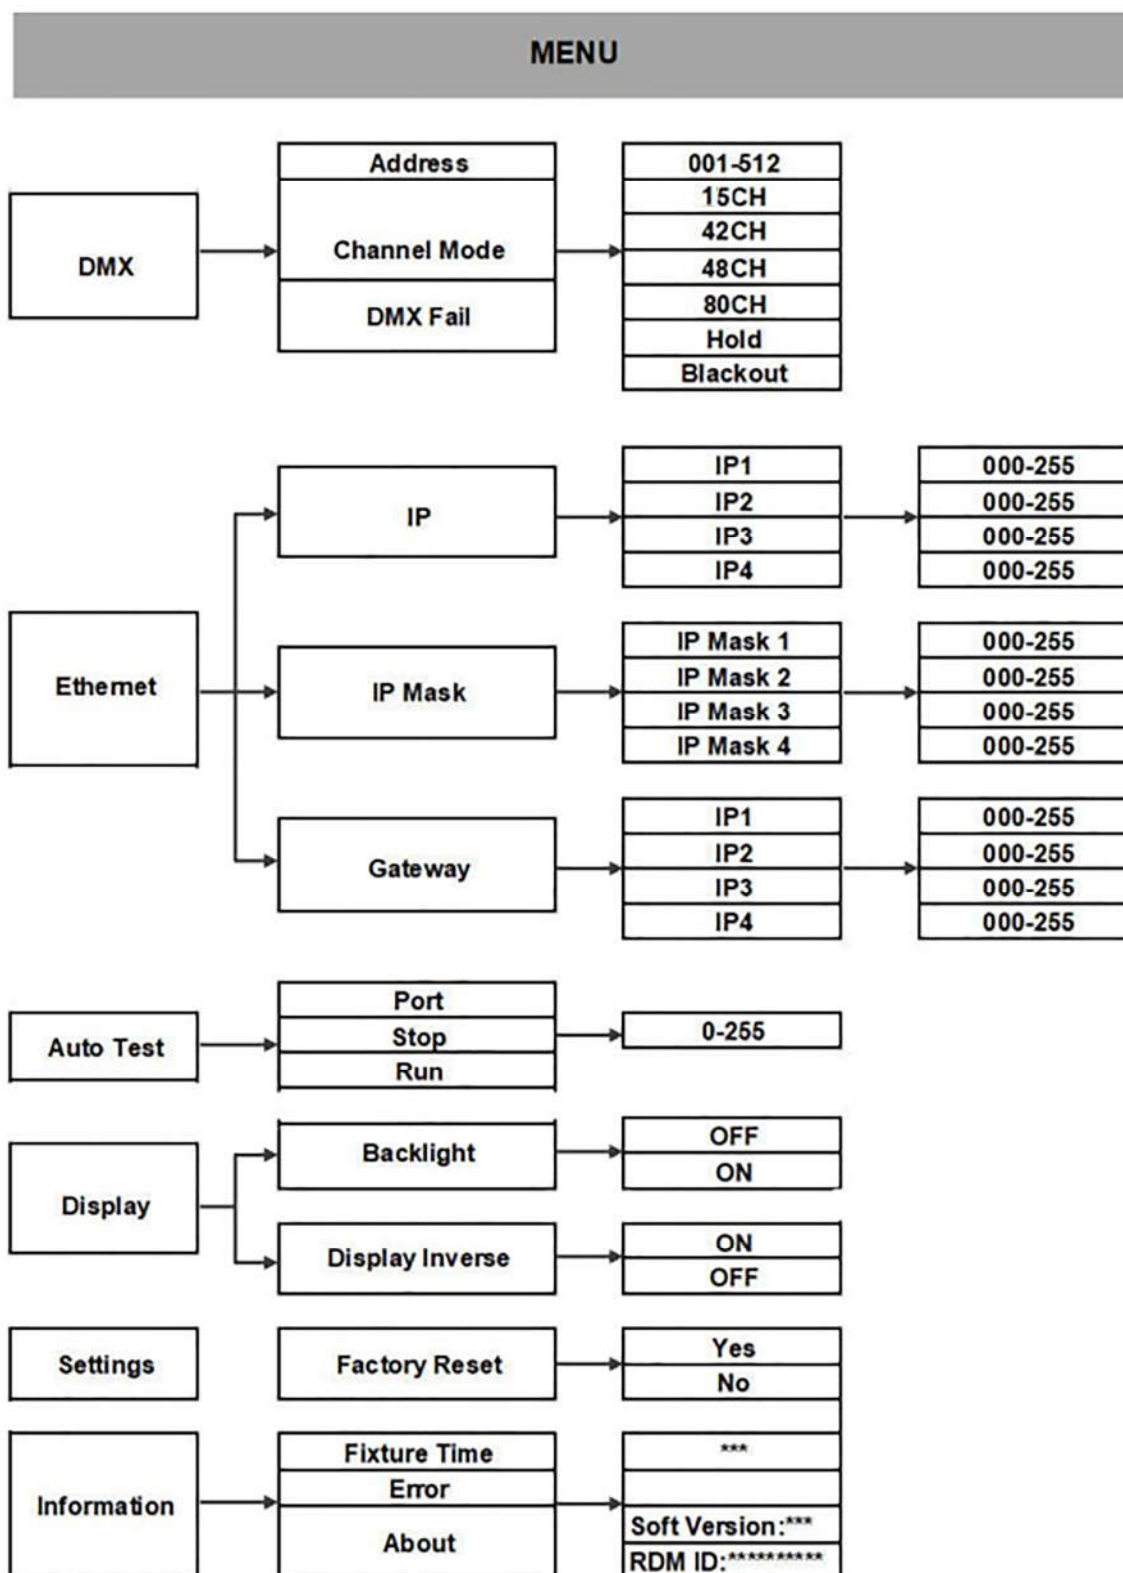 MENU
DMX
Address
Channel Mode
DMX Fail
001-512
15CH
42CH
48CH
80CH
Hold
Blackout
Ethernet
IP
IP1
IP2
IP3
IP4
000-255
000-255
000-255
000-255
IP Mask
IP Mask 1
IP Mask 2
IP Mask 3
IP Mask 4
000-255
000-255
000-255
000-255
Gateway
IP1
IP2
IP3
IP4
000-255
000-255
000-255
000-255
Auto Test
Port
Stop
Run
0-255
Display
Backlight
OFF
ON
Display Inverse
ON
OFF
Settings
Factory Reset
Yes
No
Information
Fixture Time
Error
About
***
Soft Version:***
RDM ID:**********